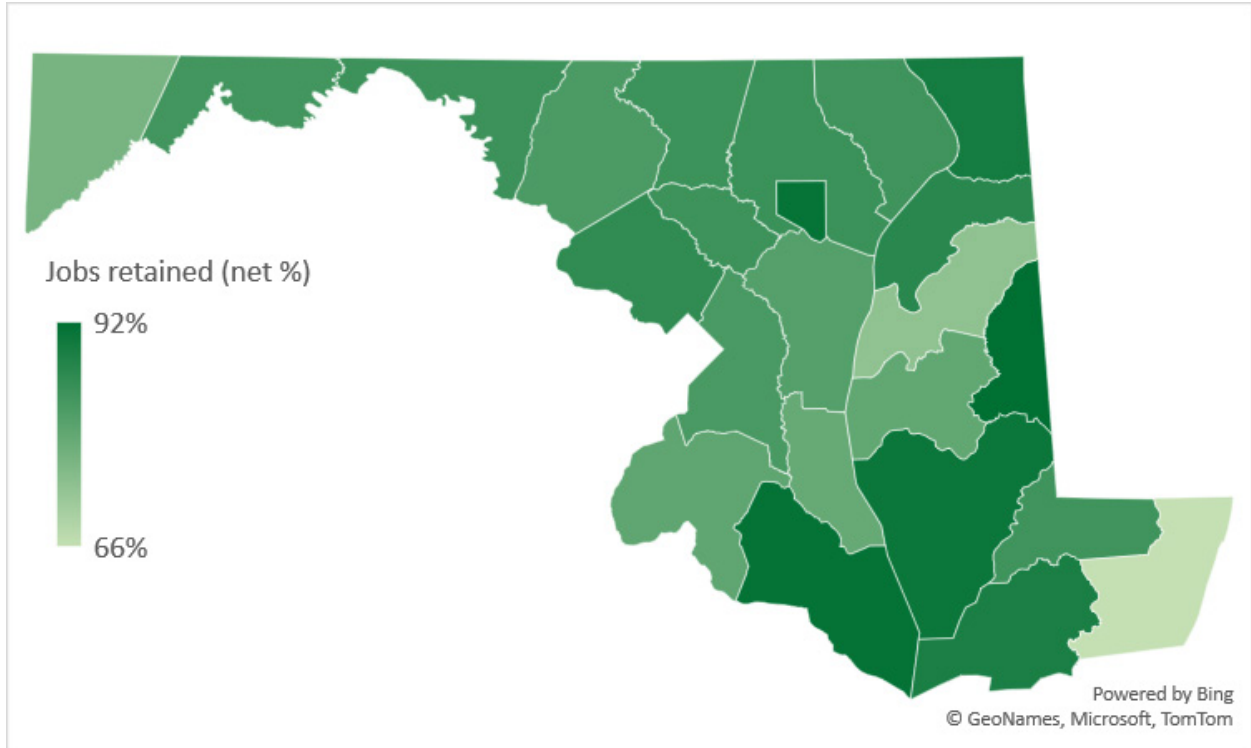 Jobs retained (net %)
92%
66%
Powered by Bing
© GeoNames, Microsoft, TomTom